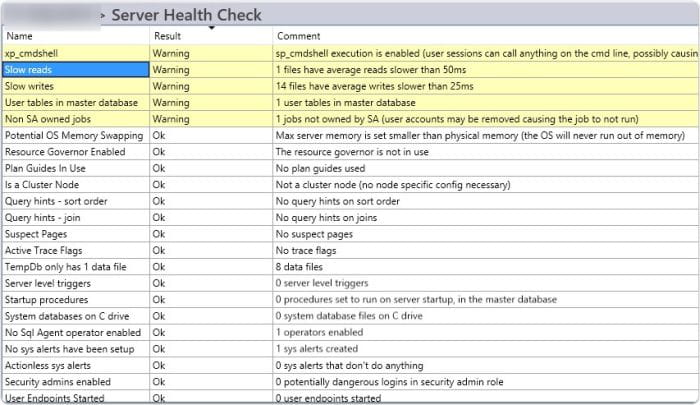 > Server Health Check
Name Result Comment
xp_cmdshell Warning sp_cmdshell execution is enabled (user sessions can call anything on the cmd line, possibly causin
Slow reads Warning 1 files have average reads slower than 50ms
Slow writes Warning 14 files have average writes slower than 25ms
User tables in master database Warning 1 user tables in master database
Non SA owned jobs Warning 1 jobs not owned by SA (user accounts may be removed causing the job to not run)
Potential OS Memory Swapping Ok Max server memory is set smaller than physical memory (the OS will never run out of memory)
Resource Governor Enabled Ok The resource governor is not in use
Plan Guides In Use Ok No plan guides used
Is a Cluster Node Ok Not a cluster node (no node specific config necessary)
Query hints - sort order Ok No query hints on sort order
Query hints - join Ok No query hints on joins
Suspect Pages Ok No suspect pages
Active Trace Flags Ok No trace flags
TempDb only has 1 data file Ok 8 data files
Server level triggers Ok 0 server level triggers
Startup procedures Ok 0 procedures set to run on server startup, in the master database
System databases on C drive Ok 0 system database files on C drive
No Sql Agent operator enabled Ok 1 operators enabled
No sys alerts have been setup Ok 1 sys alerts created
Actionless sys alerts Ok 0 sys alerts that don't do anything
Security admins enabled Ok 0 potentially dangerous logins in security admin role
User Endpoints Started Ok 0 user endpoints started